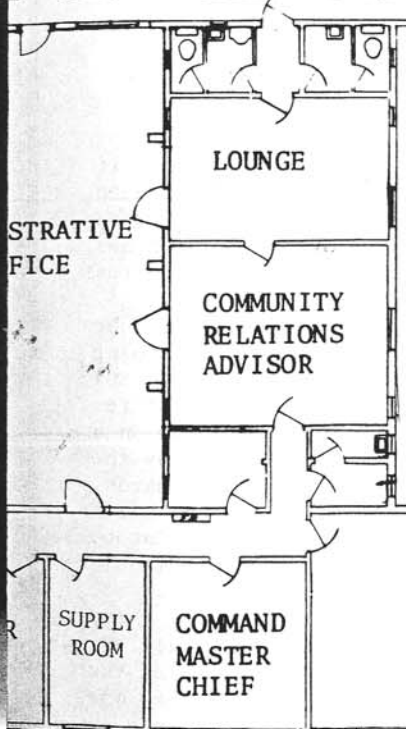 LOUNGE
STRATIVE
FICE
COMMUNITY
RELATIONS
ADVISOR
R
SUPPLY
ROOM
COMMAND
MASTER
CHIEF